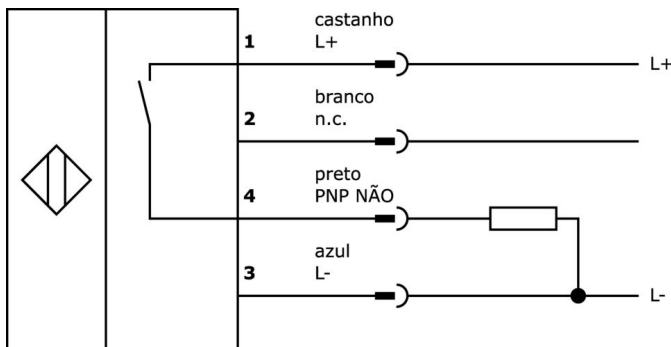 castanho
1 L+
L+
branco
2 n.c.
preto
4 PNP NÃO
azul
3 L-
L-